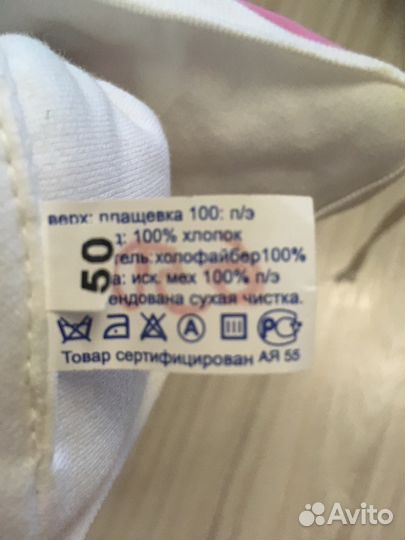 верх: плащевка 100: п/э
: 100% хлопок
тель:холофайбер100%
а: иск. мех 100% п/э
ендована сухая чистка.
50
A
РС
Товар сертифицирован АЯ 55
Avito